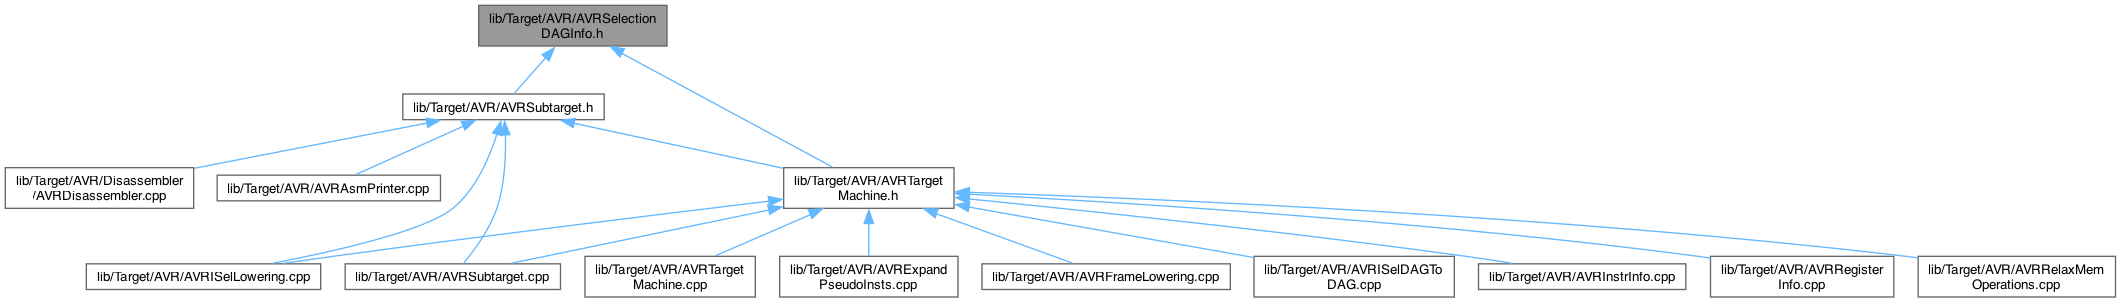 lib/Target/AVR/AVRSelection
DAGInfo.h
lib/Target/AVR/AVRSubtarget.h
lib/Target/AVR/Disassembler
/AVRDisassembler.cpp
lib/Target/AVR/AVRAsmPrinter.cpp
lib/Target/AVR/AVRTarget
Machine.h
lib/Target/AVR/AVRISelLowering.cpp
lib/Target/AVR/AVRSubtarget.cpp
lib/Target/AVR/AVRTarget
Machine.cpp
lib/Target/AVR/AVRExpand
PseudoInsts.cpp
lib/Target/AVR/AVRFrameLowering.cpp
lib/Target/AVR/AVRISelDAGTo
DAG.cpp
lib/Target/AVR/AVRInstrInfo.cpp
lib/Target/AVR/AVRRegister
Info.cpp
lib/Target/AVR/AVRRelaxMem
Operations.cpp